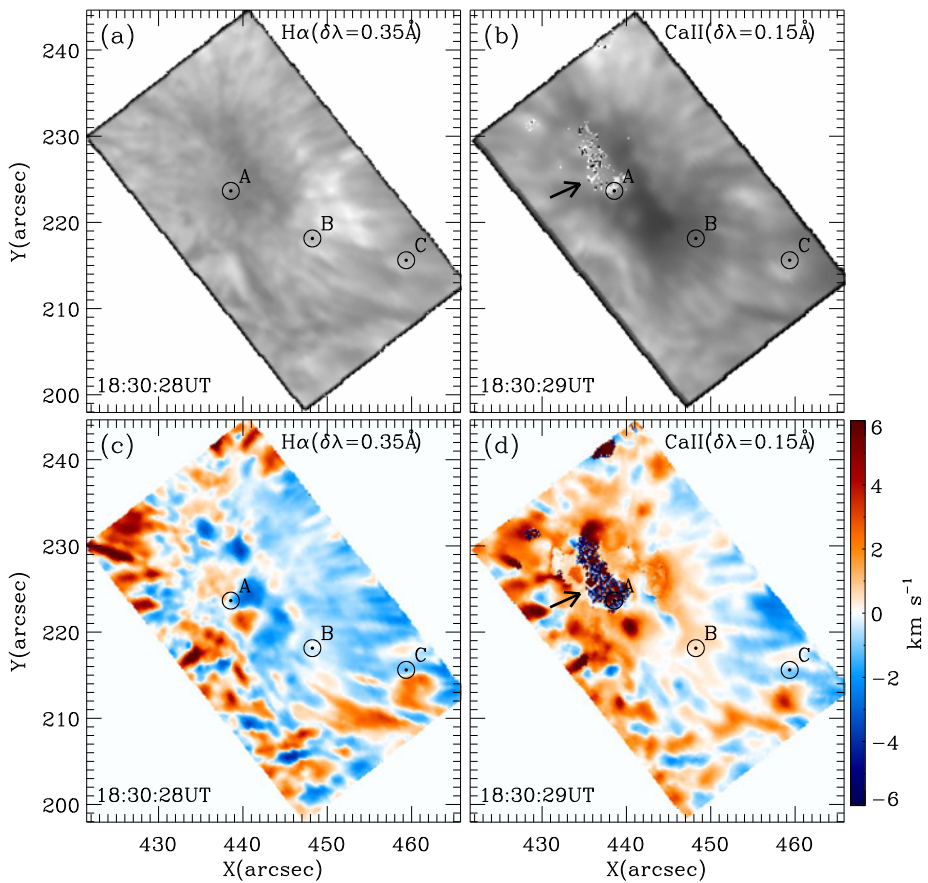 (a) Hα(δλ=0.35Å)
240
230
220
210
200
Y(arcsec)
A
B
C
18:30:28UT
(b) CaII(δλ=0.15Å)
A
B
C
18:30:29UT
(c) Hα(δλ=0.35Å)
240
230
220
210
200
Y(arcsec)
A
B
C
18:30:28UT
430 440 450 460
X(arcsec)
(d) CaII(δλ=0.15Å)
A
B
C
18:30:29UT
430 440 450 460
X(arcsec)
6
4
2
0
−2
−4
−6
km s⁻¹